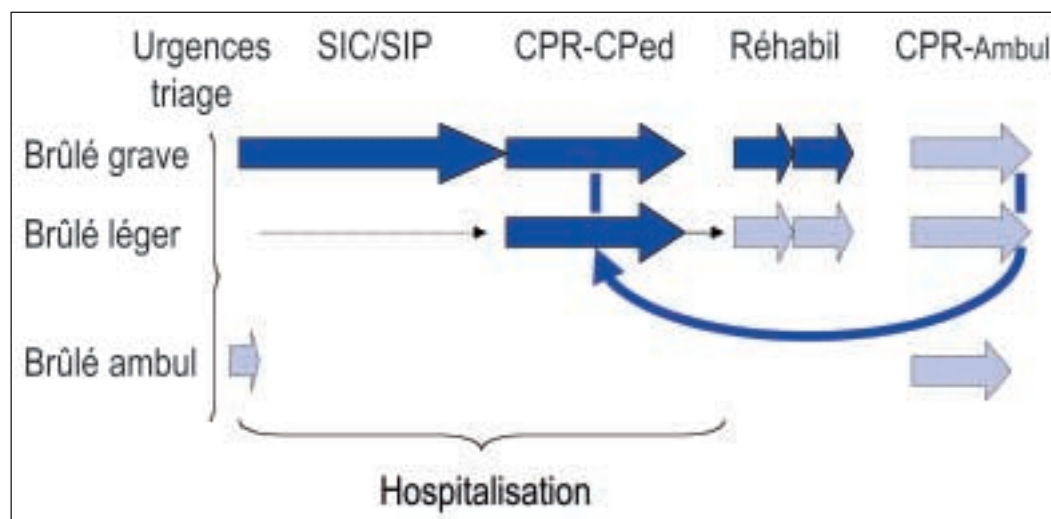 Urgences SIC/SIP CPR-CPed Réhabil CPR-Ambul
triage
Brûlé grave
Brûlé léger
Brûlé ambul
Hospitalisation